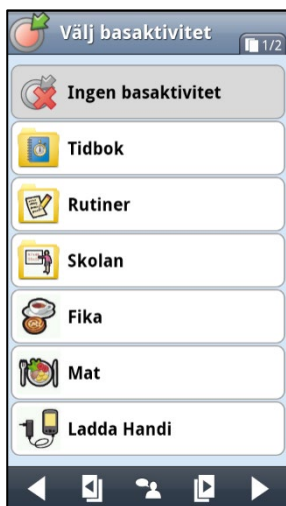 Välj basaktivitet
1/2
Ingen basaktivitet
Tidbok
Rutiner
Skolan
Fika
Mat
Ladda Handi